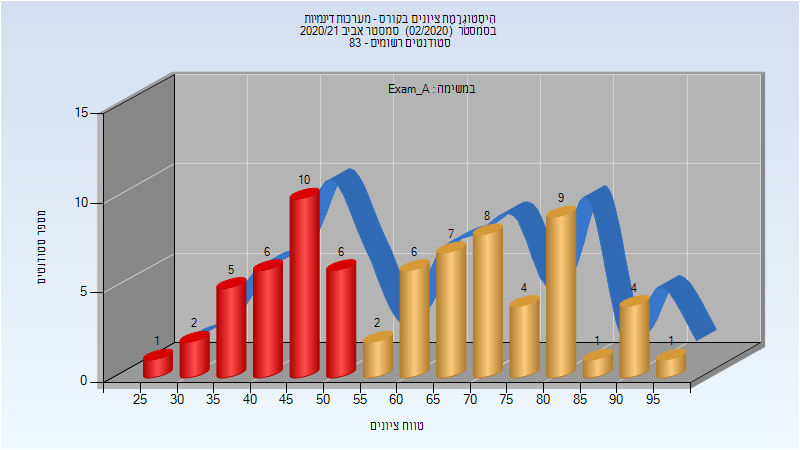 היסטוגרמת ציונים בקורס - מערכות דינמיות
בסמסטר (02/2020) סמסטר אביב 2020/21
סטודנטים רשומים - 83
במשימה : Exam_A
מספר סטודנטים
15
10
5
0
1
2
5
6
10
6
2
6
7
8
4
9
1
4
1
25 30 35 40 45 50 55 60 65 70 75 80 85 90 95
טווח ציונים